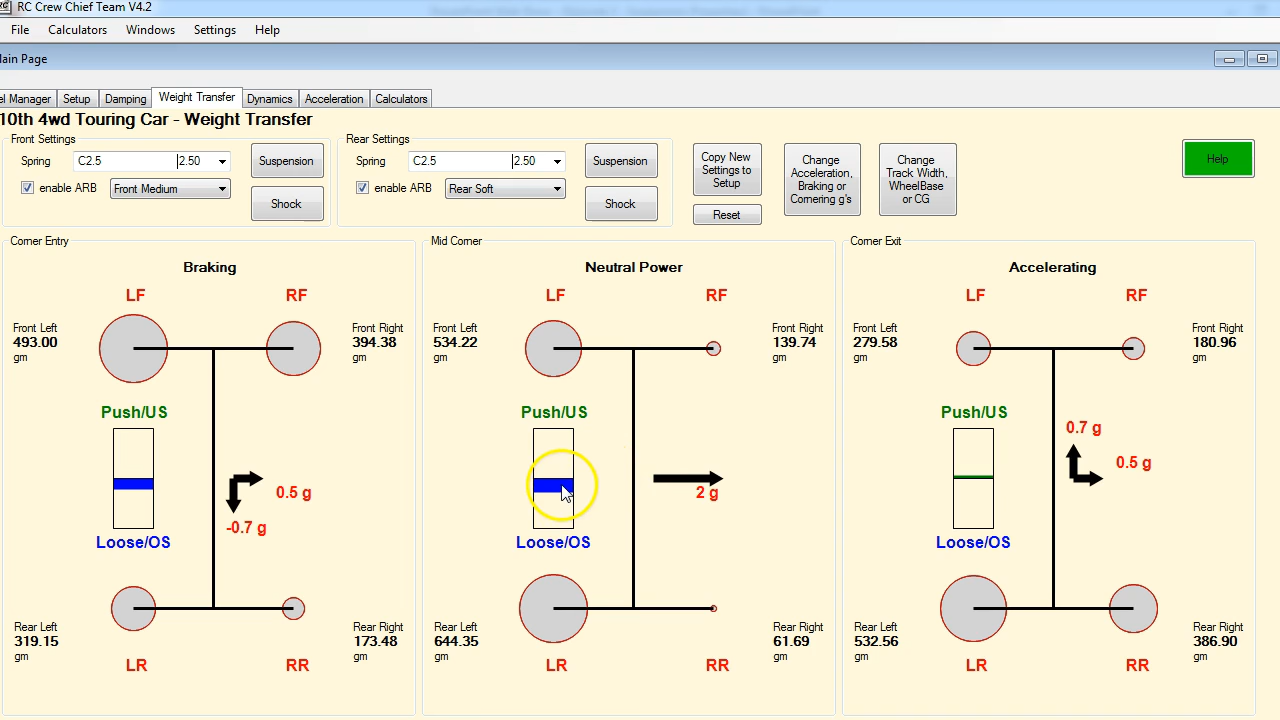 RC Crew Chief Team V4.2
File Calculators Windows Settings Help
ain Page
el Manager Setup Damping Weight Transfer Dynamics Acceleration Calculators
10th 4wd Touring Car - Weight Transfer
Front Settings
Spring C2.5 2.50 Suspension
enable ARB Front Medium Shock
Rear Settings
Spring C2.5 2.50 Suspension
enable ARB Rear Soft Shock
Copy New
Settings to
Setup
Reset
Change
Acceleration,
Braking or
Cornering g's
Change
Track Width,
WheelBase
or CG
Help
Corner Entry
Braking
LF RF
Front Left
493.00
gm
Front Right
394.38
gm
Push/US
0.5 g
-0.7 g
Loose/OS
Rear Left
319.15
gm
Rear Right
173.48
gm
LR RR
Mid Corner
Neutral Power
LF RF
Front Left
534.22
gm
Front Right
139.74
gm
Push/US
2 g
Loose/OS
Rear Left
644.35
gm
Rear Right
61.69
gm
LR RR
Corner Exit
Accelerating
LF RF
Front Left
279.58
gm
Front Right
180.96
gm
Push/US
0.7 g
0.5 g
Loose/OS
Rear Left
532.56
gm
Rear Right
386.90
gm
LR RR